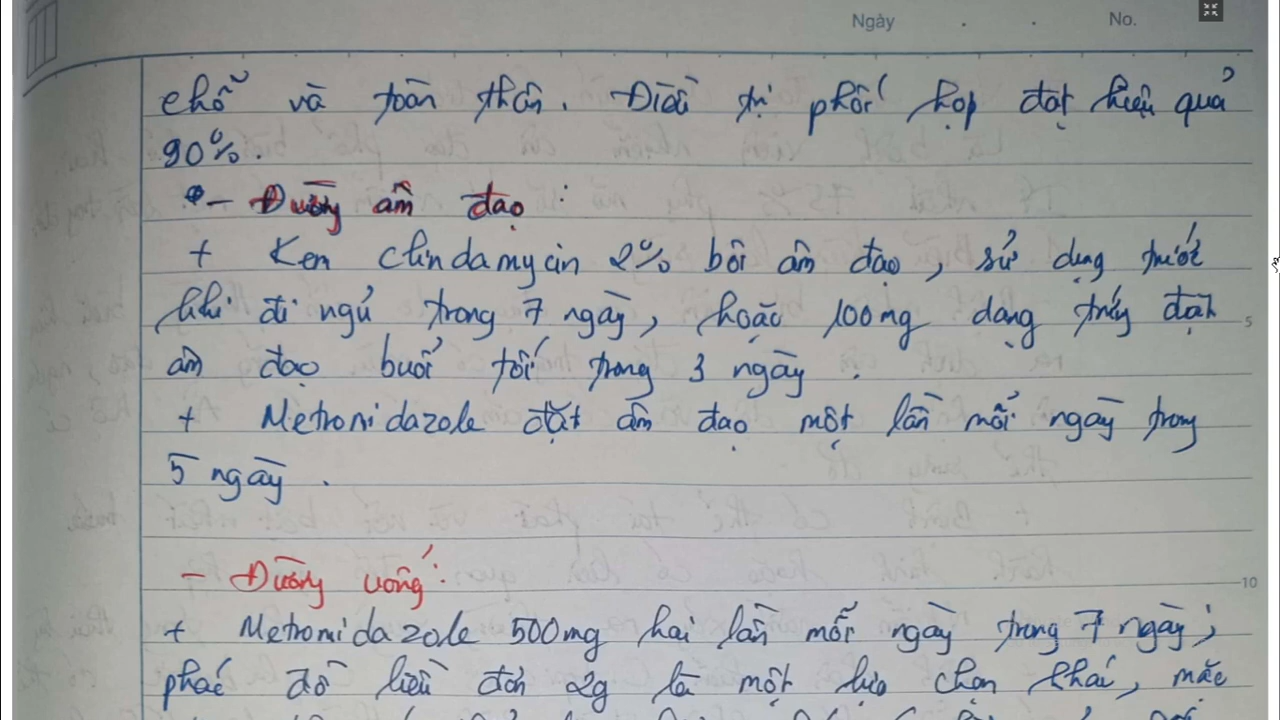 Ngày . . No.
chỗ và toàn thân. Điều trị phối hợp đạt hiệu quả
90%.
- Đường âm đạo :
+ Kem clindamycin 2% bôi âm đạo, sử dụng trước
khi đi ngủ trong 7 ngày, hoặc 100mg dạng trứng đặt
âm đạo buổi tối trong 3 ngày .
+ Metronidazole đặt âm đạo một lần mỗi ngày trong
5 ngày .
- Đường uống :
+ Metronidazole 500mg hai lần mỗi ngày trong 7 ngày ;
phác đồ liều đơn 2g là một lựa chọn khác, mặc
5
10